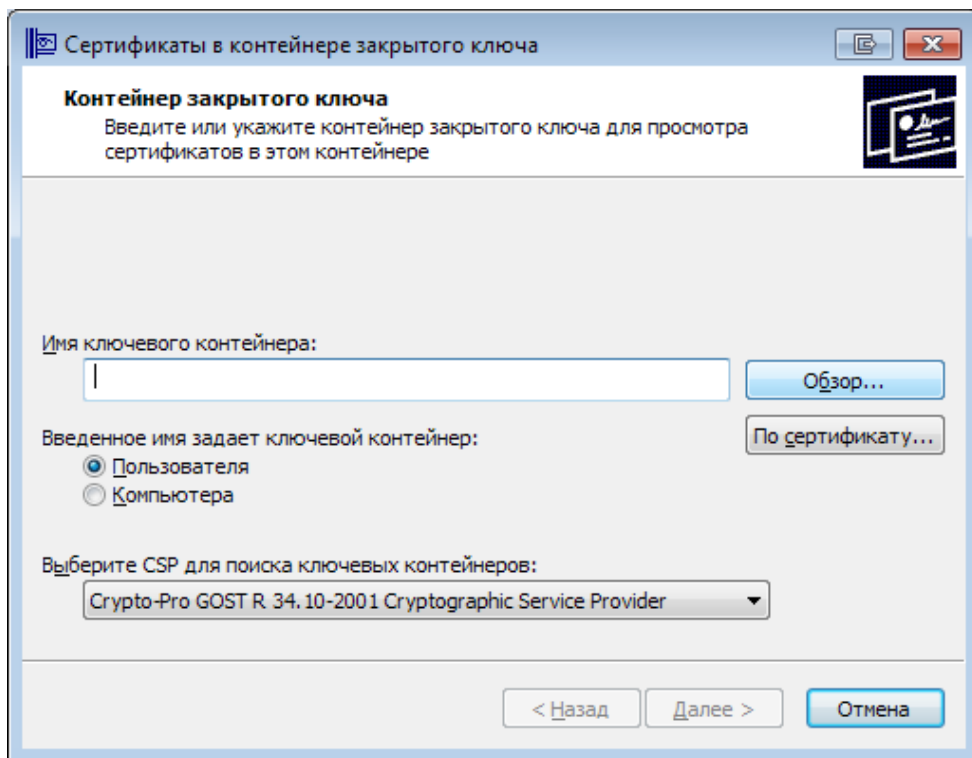 Сертификаты в контейнере закрытого ключа
Контейнер закрытого ключа
Введите или укажите контейнер закрытого ключа для просмотра
сертификатов в этом контейнере
Имя ключевого контейнера:
Обзор...
Введенное имя задает ключевой контейнер:
По сертификату...
Пользователя
Компьютера
Выберите CSP для поиска ключевых контейнеров:
Crypto-Pro GOST R 34.10-2001 Cryptographic Service Provider
< Назад
Далее >
Отмена